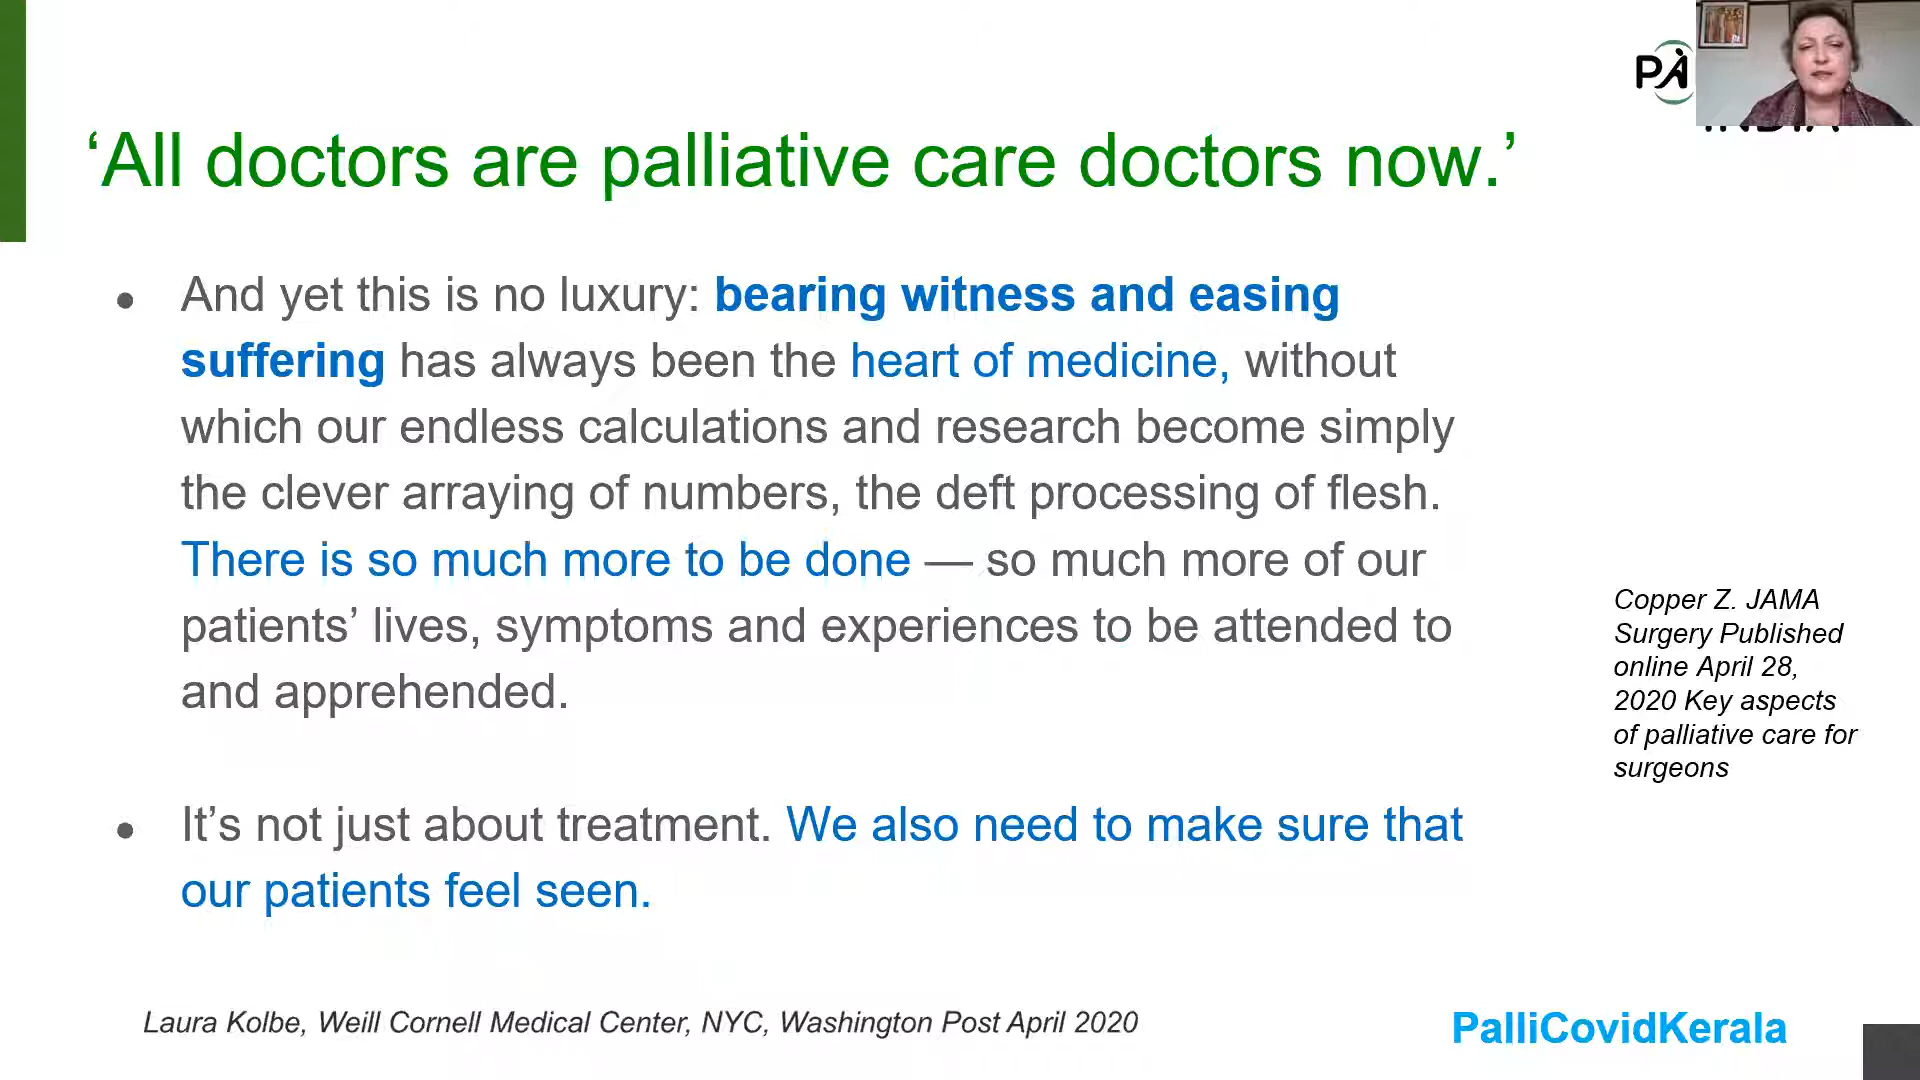 ‘All doctors are palliative care doctors now.’
● And yet this is no luxury: bearing witness and easing
suffering has always been the heart of medicine, without
which our endless calculations and research become simply
the clever arraying of numbers, the deft processing of flesh.
There is so much more to be done — so much more of our
patients’ lives, symptoms and experiences to be attended to
and apprehended.
● It’s not just about treatment. We also need to make sure that
our patients feel seen.
Copper Z. JAMA
Surgery Published
online April 28,
2020 Key aspects
of palliative care for
surgeons
Laura Kolbe, Weill Cornell Medical Center, NYC, Washington Post April 2020
PalliCovidKerala